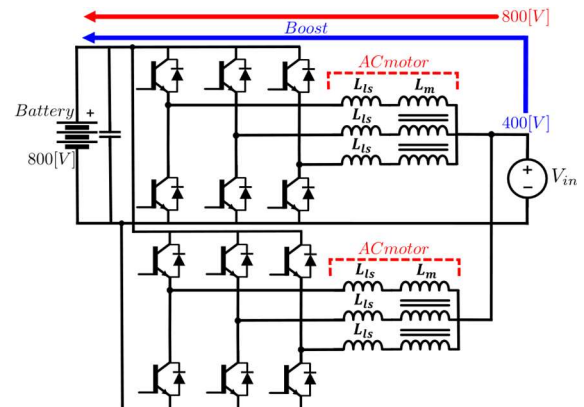 800[V]
Boost
ACmotor
L_ls L_m
Battery +
L_ls
400[V]
800[V]
L_ls
+
−
V_in
ACmotor
L_ls L_m
L_ls
L_ls